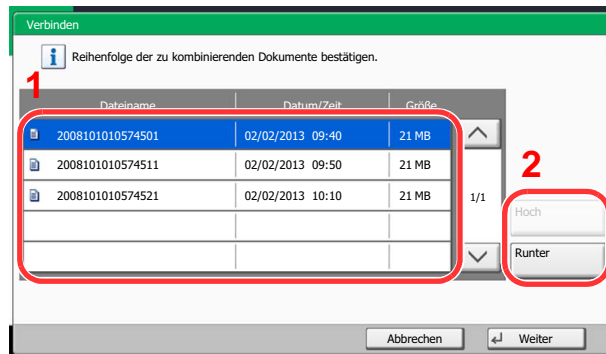 Verbinden
Reihenfolge der zu kombinierenden Dokumente bestätigen.
1
Dateiname Datum/Zeit Größe
2008101010574501 02/02/2013 09:40 21 MB
2008101010574511 02/02/2013 09:50 21 MB
2008101010574521 02/02/2013 10:10 21 MB
1/1
2
Hoch
Runter
Abbrechen Weiter